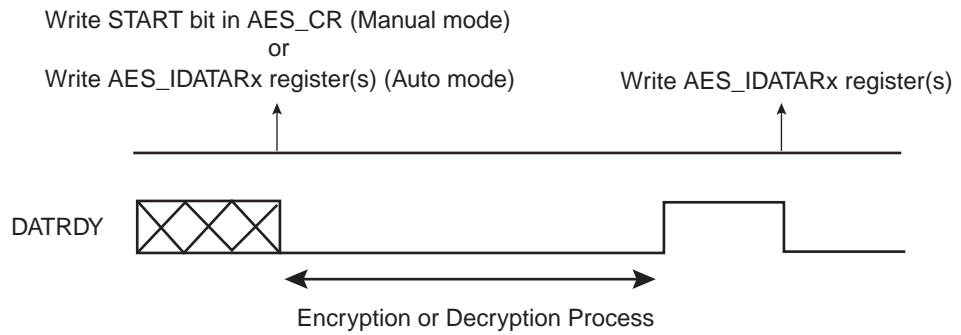 Write START bit in AES_CR (Manual mode)
or
Write AES_IDATARx register(s) (Auto mode)
Write AES_IDATARx register(s)
DATRDY
Encryption or Decryption Process